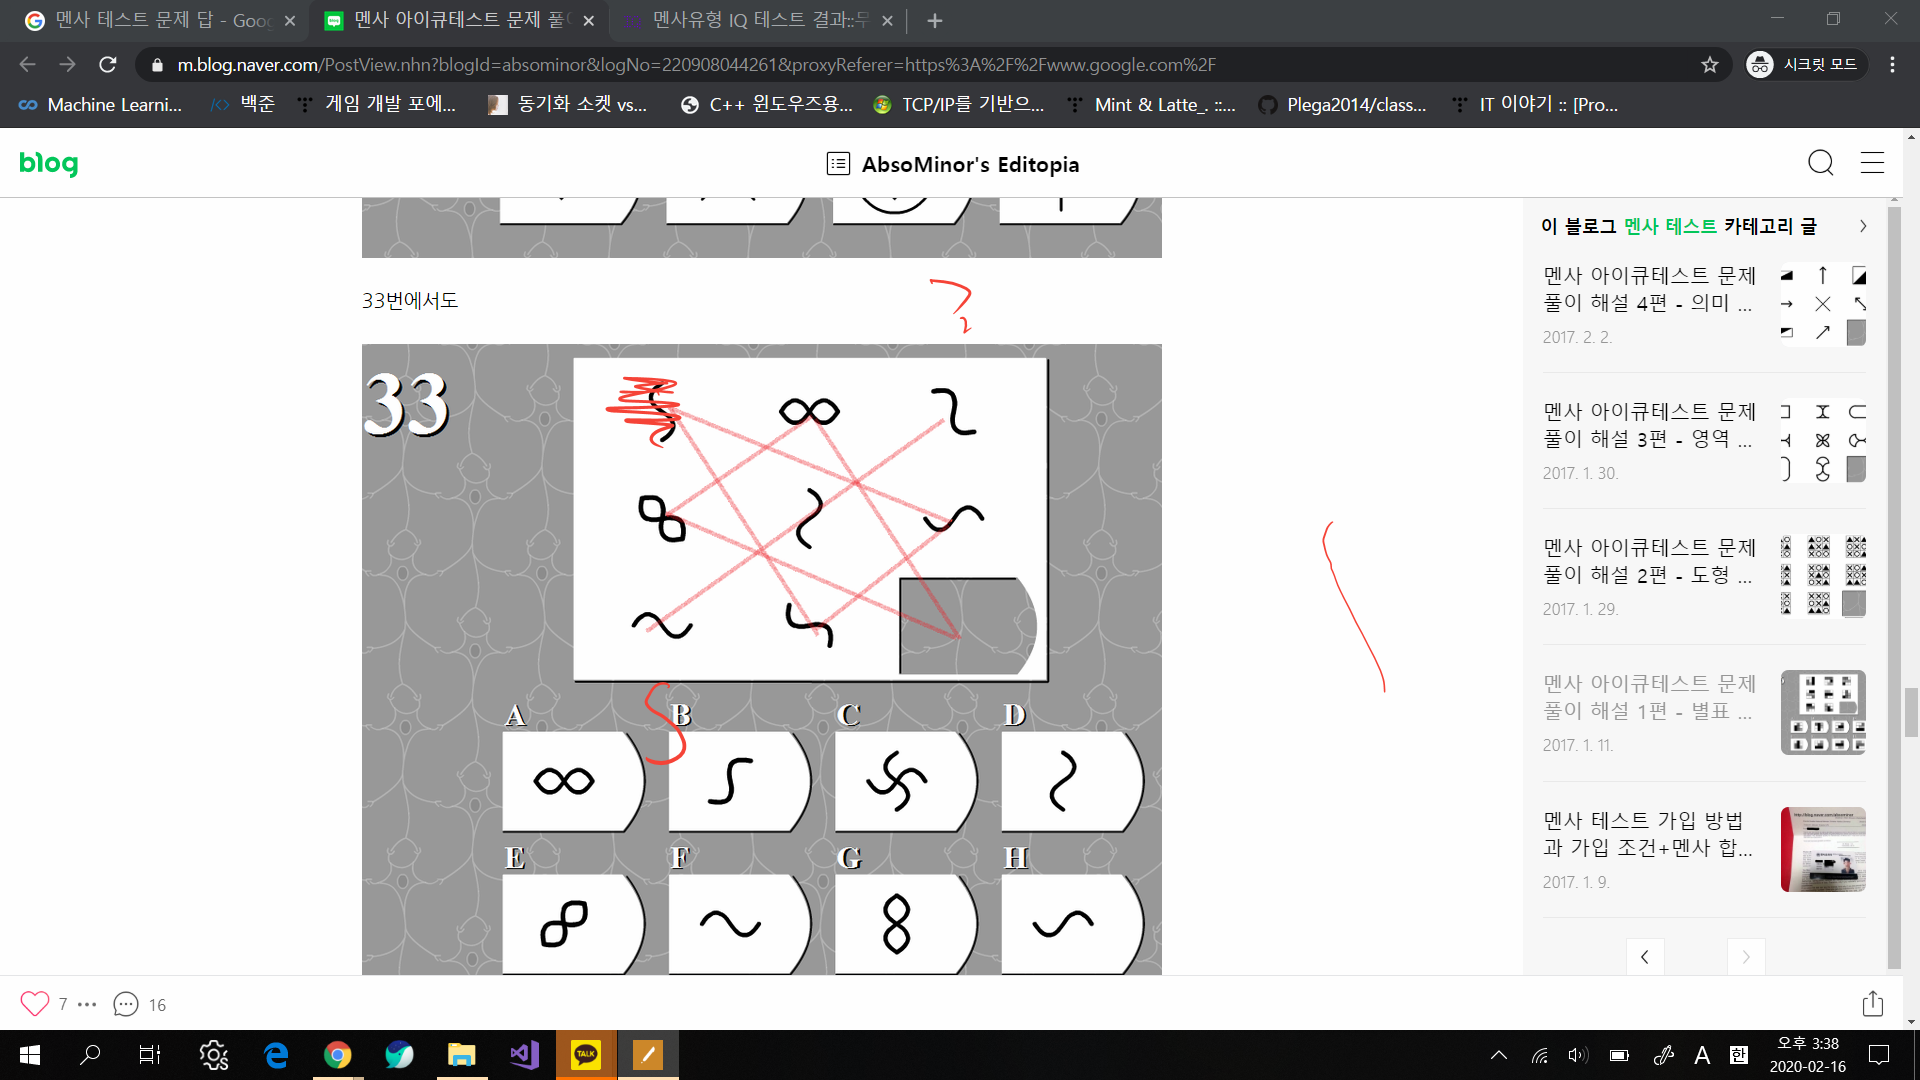 멘사 테스트 문제 답 - Goog
멘사 아이큐테스트 문제 풀이
멘사유형 IQ 테스트 결과::무
m.blog.naver.com/PostView.nhn?blogId=absominor&logNo=220908044261&proxyReferer=https%3A%2F%2Fwww.google.com%2F
시크릿 모드
Machine Learni...
백준
게임 개발 포에...
동기화 소켓 vs...
C++ 윈도우즈용...
TCP/IP를 기반으...
Mint & Latte_. ::...
Plega2014/class...
IT 이야기 :: [Pro...
blog
AbsoMinor's Editopia
33번에서도
2
33
A B C D
E F G H
이 블로그 멘사 테스트 카테고리 글
멘사 아이큐테스트 문제
풀이 해설 4편 - 의미 ...
2017. 2. 2.
멘사 아이큐테스트 문제
풀이 해설 3편 - 영역 ...
2017. 1. 30.
멘사 아이큐테스트 문제
풀이 해설 2편 - 도형 ...
2017. 1. 29.
멘사 아이큐테스트 문제
풀이 해설 1편 - 별표 ...
2017. 1. 11.
멘사 테스트 가입 방법
과 가입 조건+멘사 합...
2017. 1. 9.
7
16
TALK
A
한
오후 3:38
2020-02-16